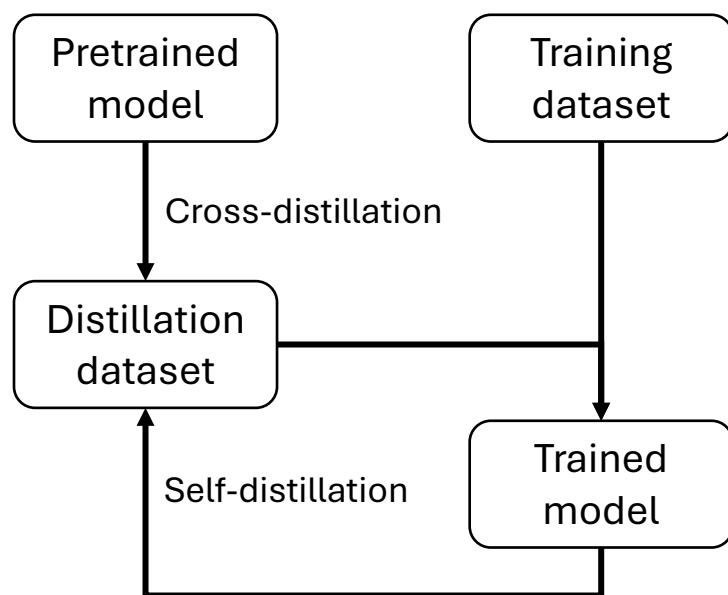 Pretrained
model
Training
dataset
Cross-distillation
Distillation
dataset
Self-distillation
Trained
model